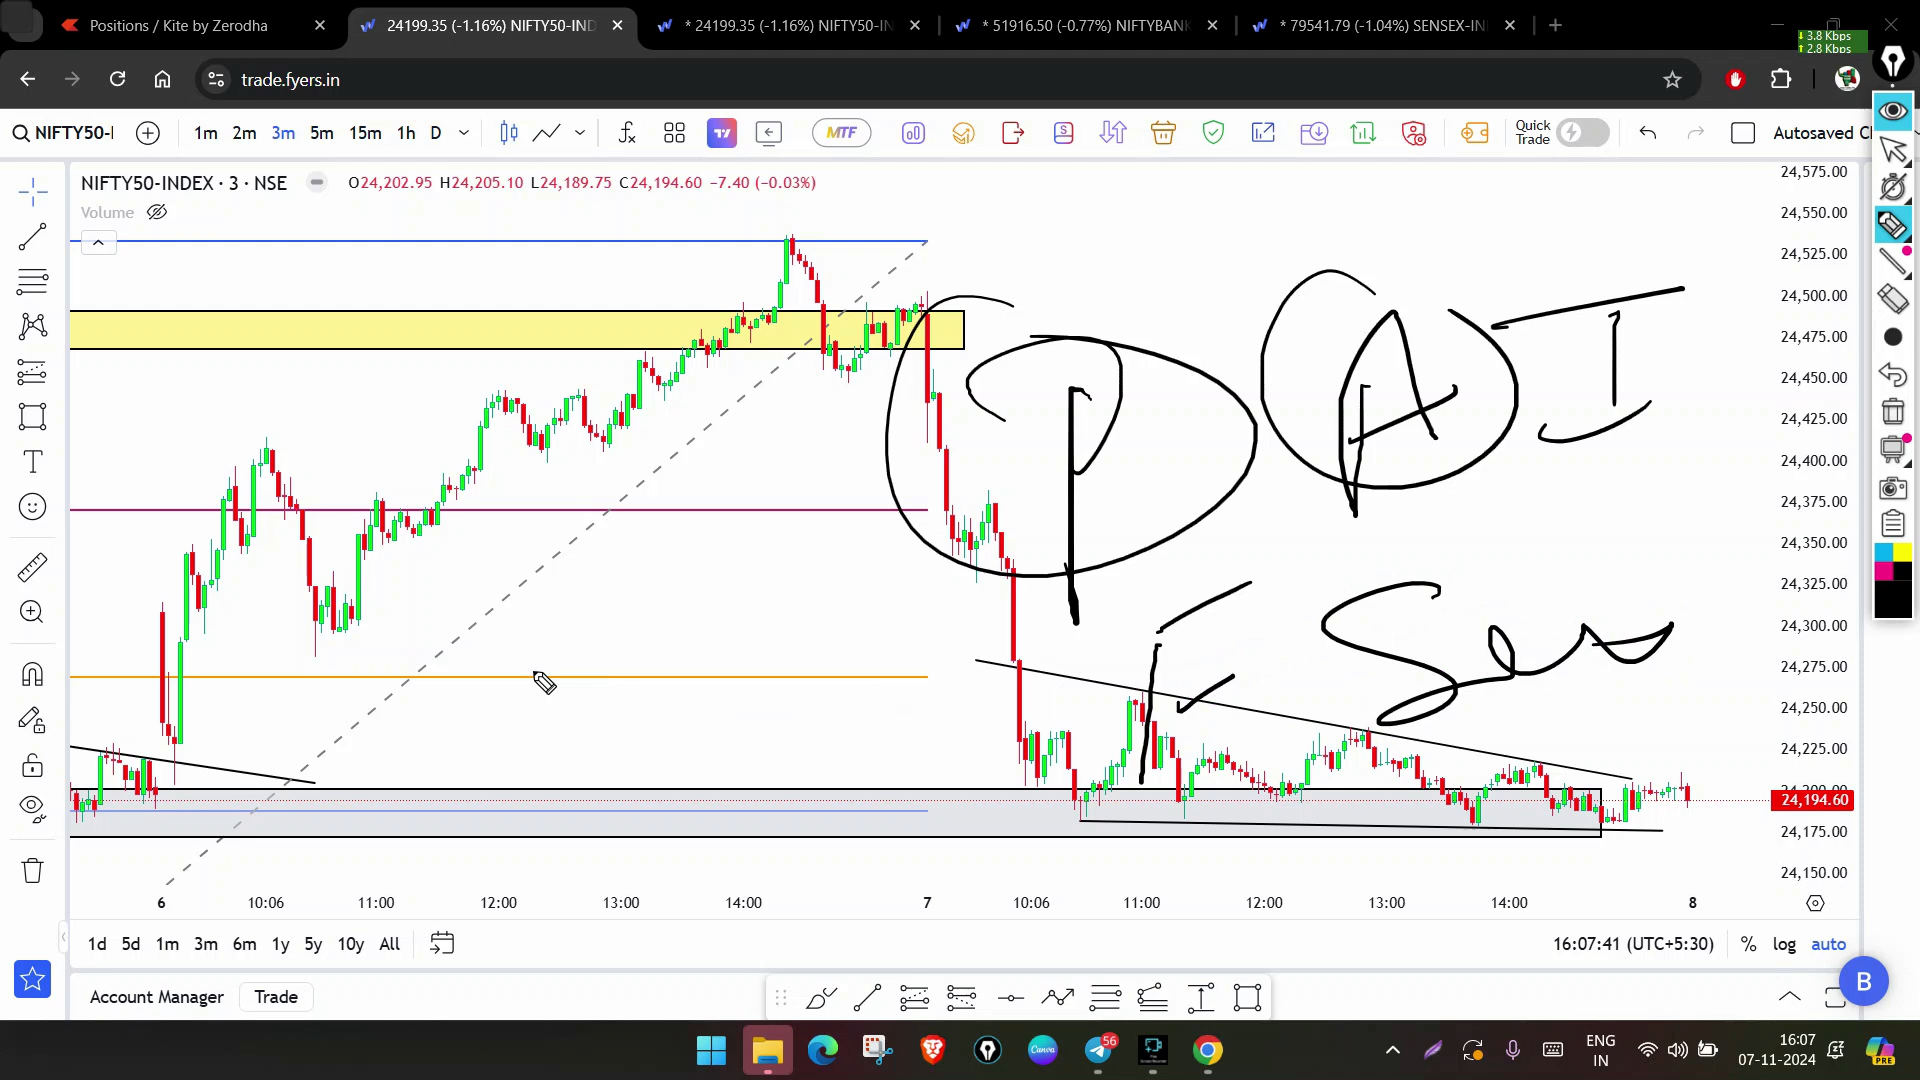 Positions / Kite by Zerodha
24199.35 (-1.16%) NIFTY50-IND
* 24199.35 (-1.16%) NIFTY50-IN
* 51916.50 (-0.77%) NIFTYBANK
* 79541.79 (-1.04%) SENSEX-IN
3.8 Kbps
2.8 Kbps
trade.fyers.in
NIFTY50-I
1m 2m 3m 5m 15m 1h D
MTF
Quick
Trade
Autosaved C
NIFTY50-INDEX · 3 · NSE
O24,202.95 H24,205.10 L24,189.75 C24,194.60 −7.40 (−0.03%)
Volume
24,575.00
24,550.00
24,525.00
24,500.00
24,475.00
24,450.00
24,425.00
24,400.00
24,375.00
24,350.00
24,325.00
24,300.00
24,275.00
24,250.00
24,225.00
24,200.00
24,194.60
24,175.00
24,150.00
P A I
6 10:06 11:00 12:00 13:00 14:00 7 10:06 11:00 12:00 13:00 14:00 8
1d 5d 1m 3m 6m 1y 5y 10y All
16:07:41 (UTC+5:30) % log auto
Account Manager Trade
B
56
Canva
ENG
IN
16:07
07-11-2024
PRE